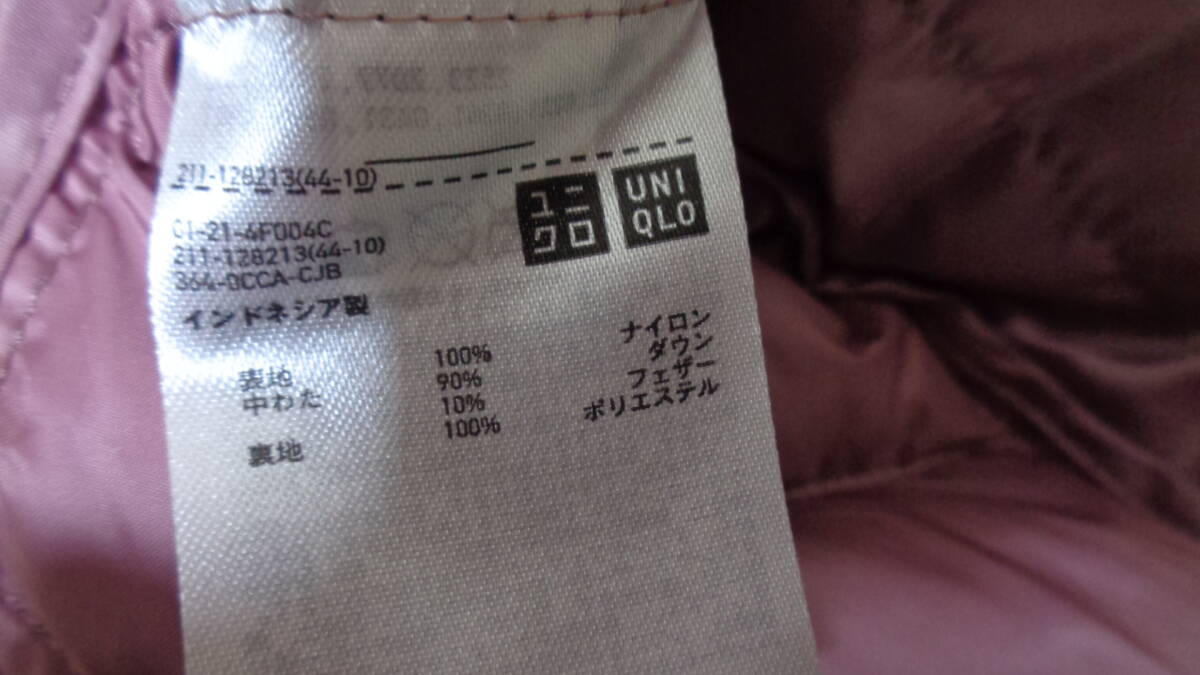 211-128213(44-10)
ユニクロ
UNIQLO
01-21-4F004C
211-128213(44-10)
364-0CCA-CJB
インドネシア製
表地 100% ナイロン
中わた 90% ダウン
10% フェザー
裏地 100% ポリエステル